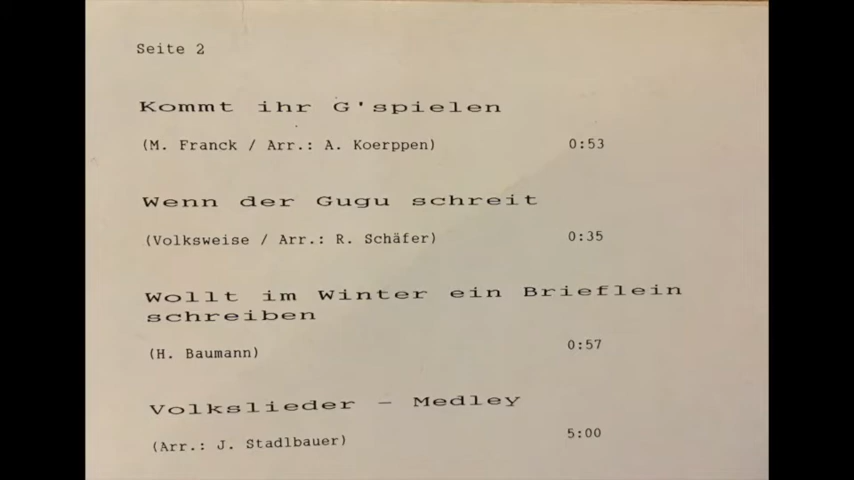 Seite 2
Kommt ihr G'spielen
(M. Franck / Arr.: A. Koerppen) 0:53
Wenn der Gugu schreit
(Volksweise / Arr.: R. Schäfer) 0:35
Wollt im Winter ein Brieflein
schreiben
(H. Baumann) 0:57
Volkslieder - Medley
(Arr.: J. Stadlbauer) 5:00